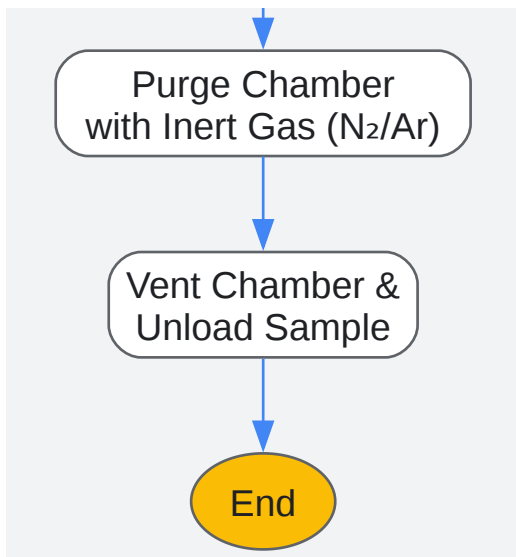 Purge Chamber
with Inert Gas (N₂/Ar)
Vent Chamber &
Unload Sample
End